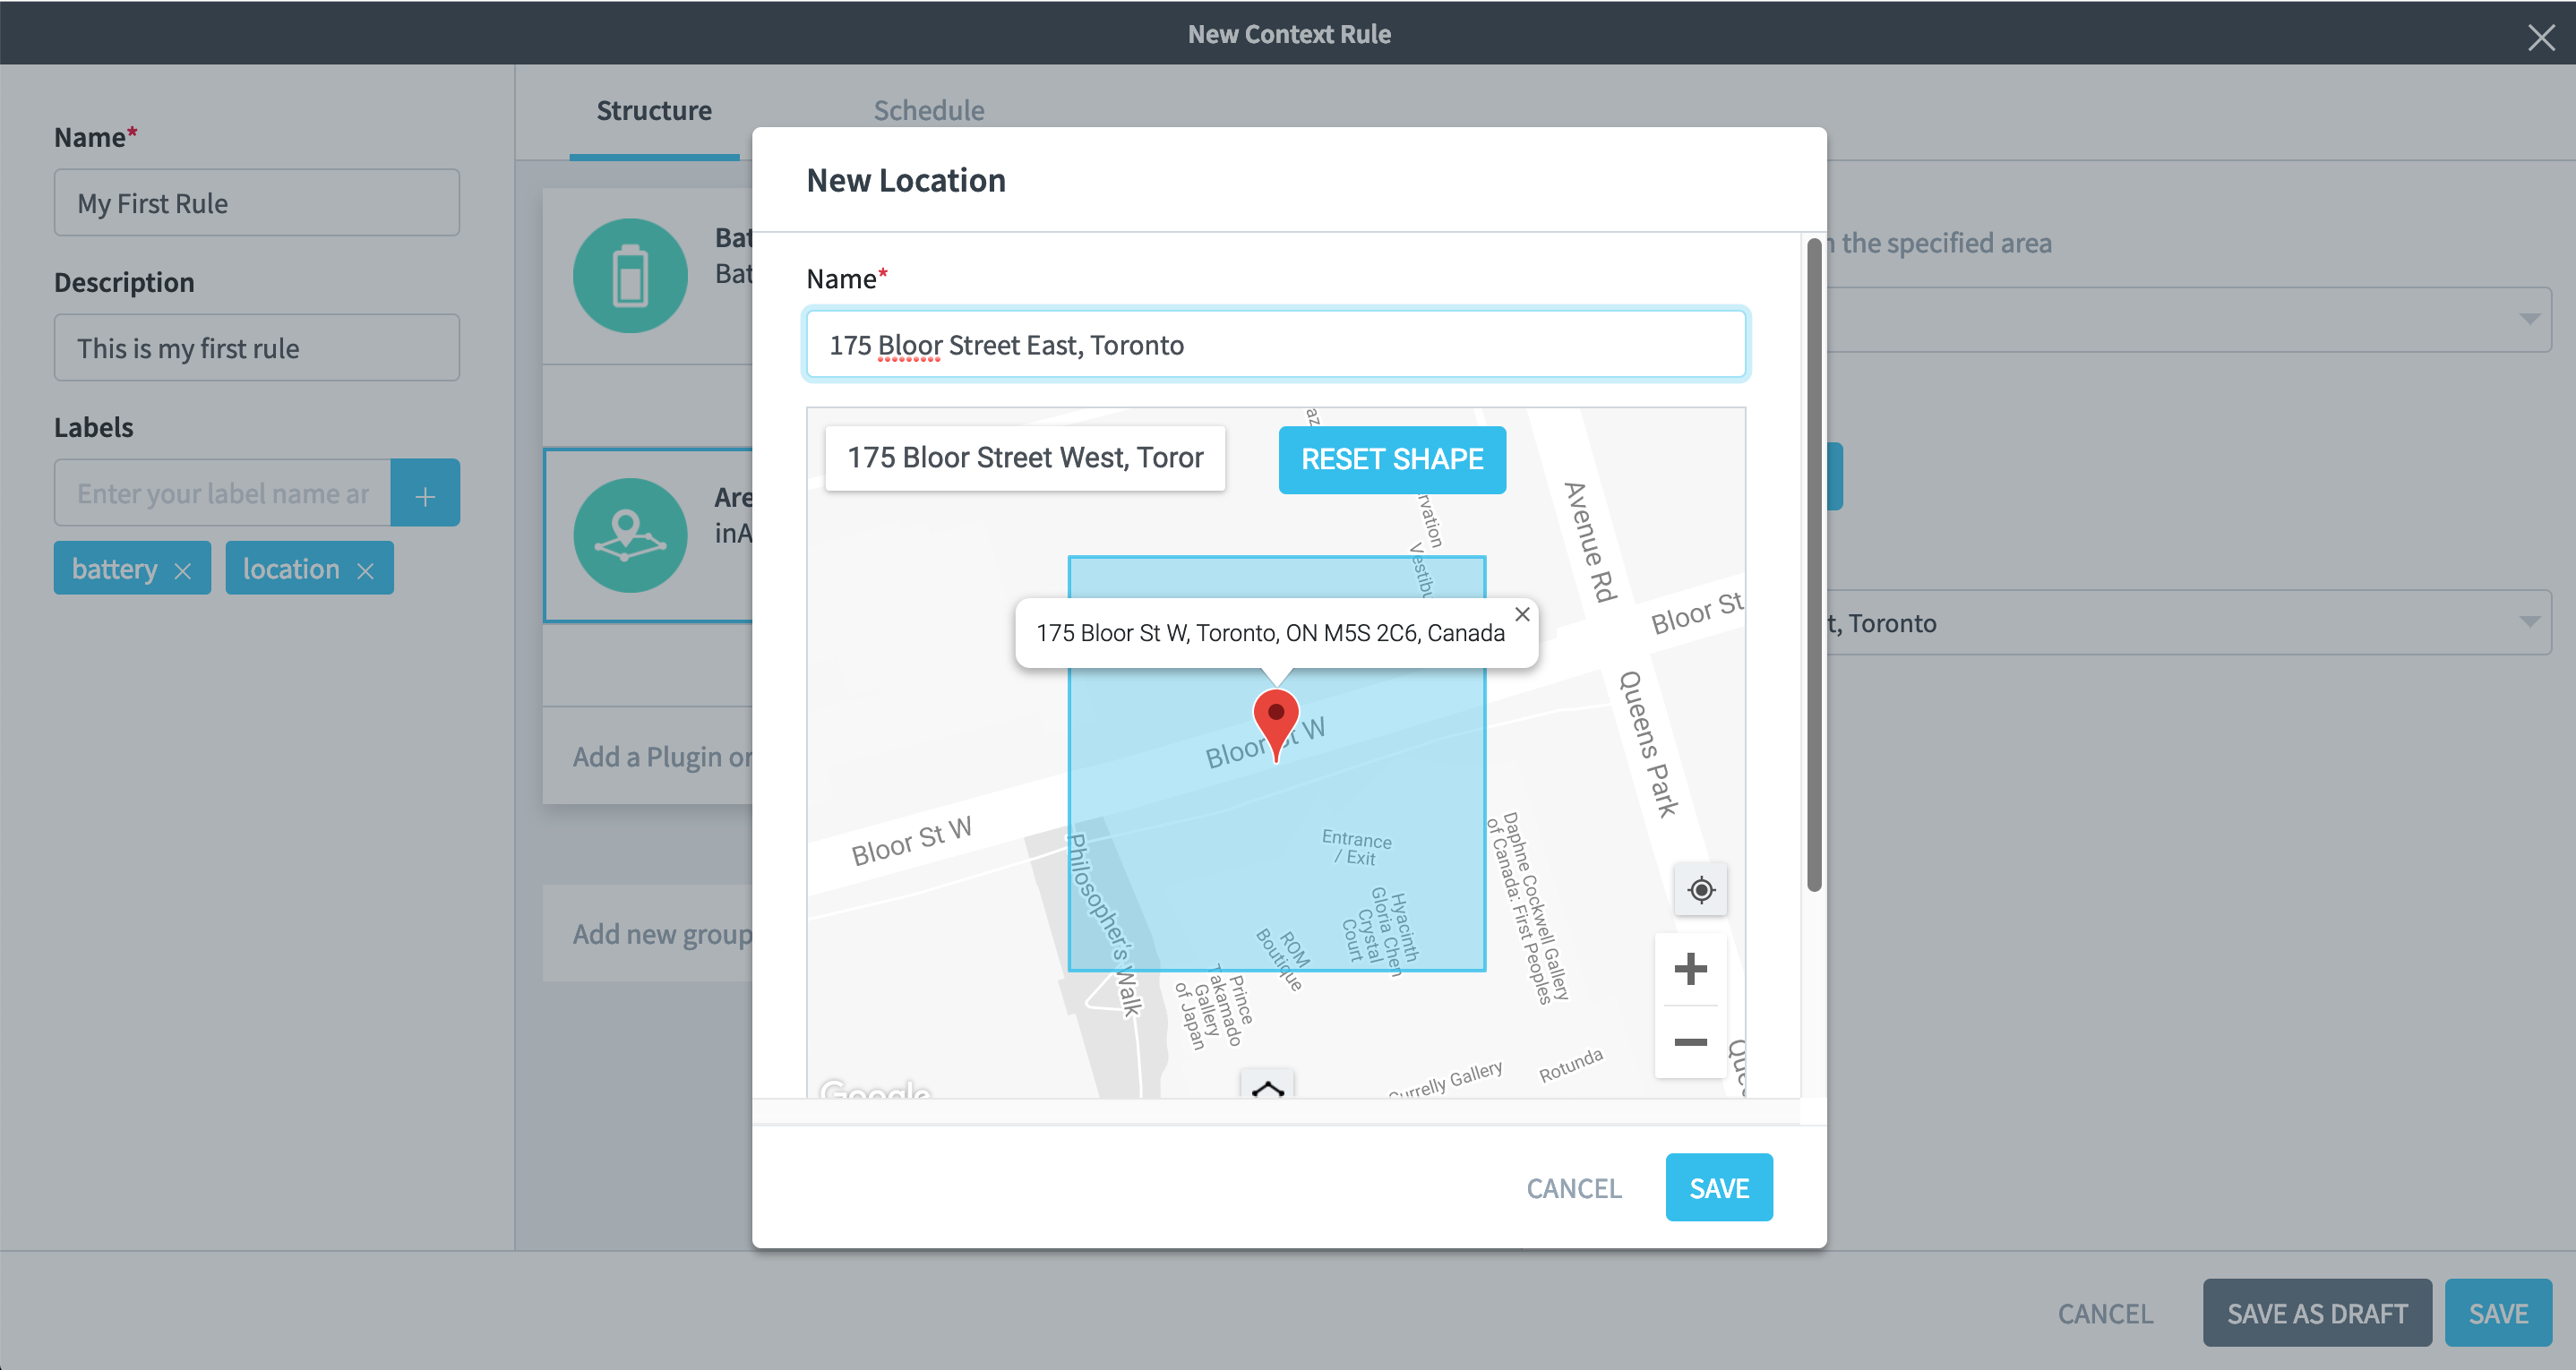 New Context Rule
Structure
Schedule
Name*
My First Rule
Description
This is my first rule
Labels
Enter your label name ar
+
battery
location
Bat
Bat
Are
inA
Add a Plugin or
Add new group
n the specified area
t, Toronto
New Location
Name*
175 Bloor Street East, Toronto
175 Bloor Street West, Toror
RESET SHAPE
175 Bloor St W, Toronto, ON M5S 2C6, Canada
az
rvation
Vestibu
Avenue Rd
Bloor St
Queens Park
Bloor St W
Bloor St W
Philosopher's Walk
Entrance
/ Exit
Hyacinth
Gloria Chen
Crystal
Court
ROM
Boutique
Daphne Cockwell Gallery
of Canada: First Peoples
Prince
Takamado
Gallery
of Japan
Currelly Gallery
Rotunda
Que
Google
CANCEL
SAVE
CANCEL
SAVE AS DRAFT
SAVE